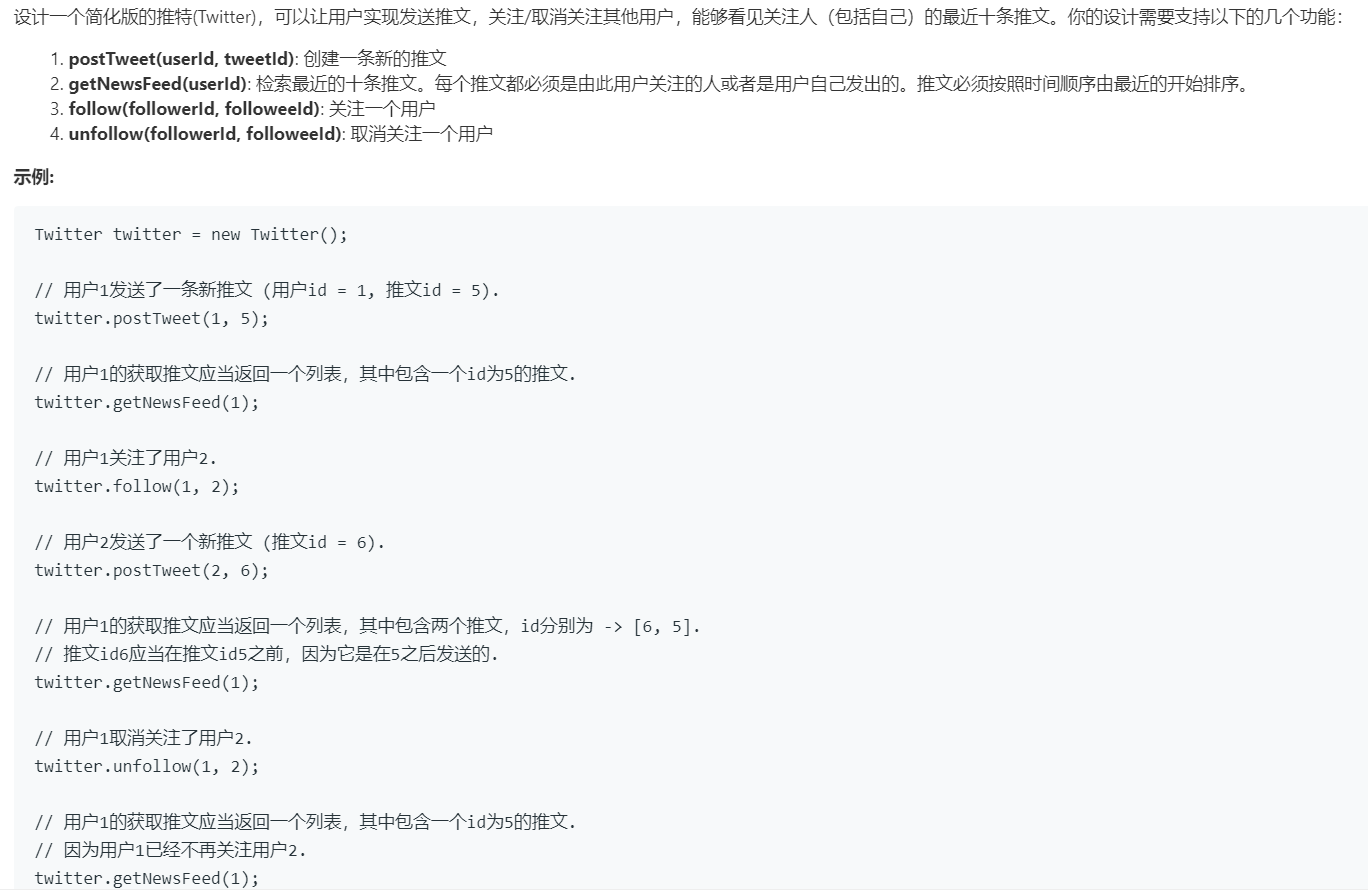 设计一个简化版的推特(Twitter)，可以让用户实现发送推文，关注/取消关注其他用户，能够看见关注人（包括自己）的最近十条推文。你的设计需要支持以下的几个功能：
1. postTweet(userId, tweetId): 创建一条新的推文
2. getNewsFeed(userId): 检索最近的十条推文。每个推文都必须是由此用户关注的人或者是用户自己发出的。推文必须按照时间顺序由最近的开始排序。
3. follow(followerId, followeeId): 关注一个用户
4. unfollow(followerId, followeeId): 取消关注一个用户
示例:
Twitter twitter = new Twitter();
// 用户1发送了一条新推文 (用户id = 1, 推文id = 5).
twitter.postTweet(1, 5);
// 用户1的获取推文应当返回一个列表，其中包含一个id为5的推文.
twitter.getNewsFeed(1);
// 用户1关注了用户2.
twitter.follow(1, 2);
// 用户2发送了一个新推文 (推文id = 6).
twitter.postTweet(2, 6);
// 用户1的获取推文应当返回一个列表，其中包含两个推文，id分别为 -> [6, 5].
// 推文id6应当在推文id5之前，因为它是在5之后发送的.
twitter.getNewsFeed(1);
// 用户1取消关注了用户2.
twitter.unfollow(1, 2);
// 用户1的获取推文应当返回一个列表，其中包含一个id为5的推文.
// 因为用户1已经不再关注用户2.
twitter.getNewsFeed(1);